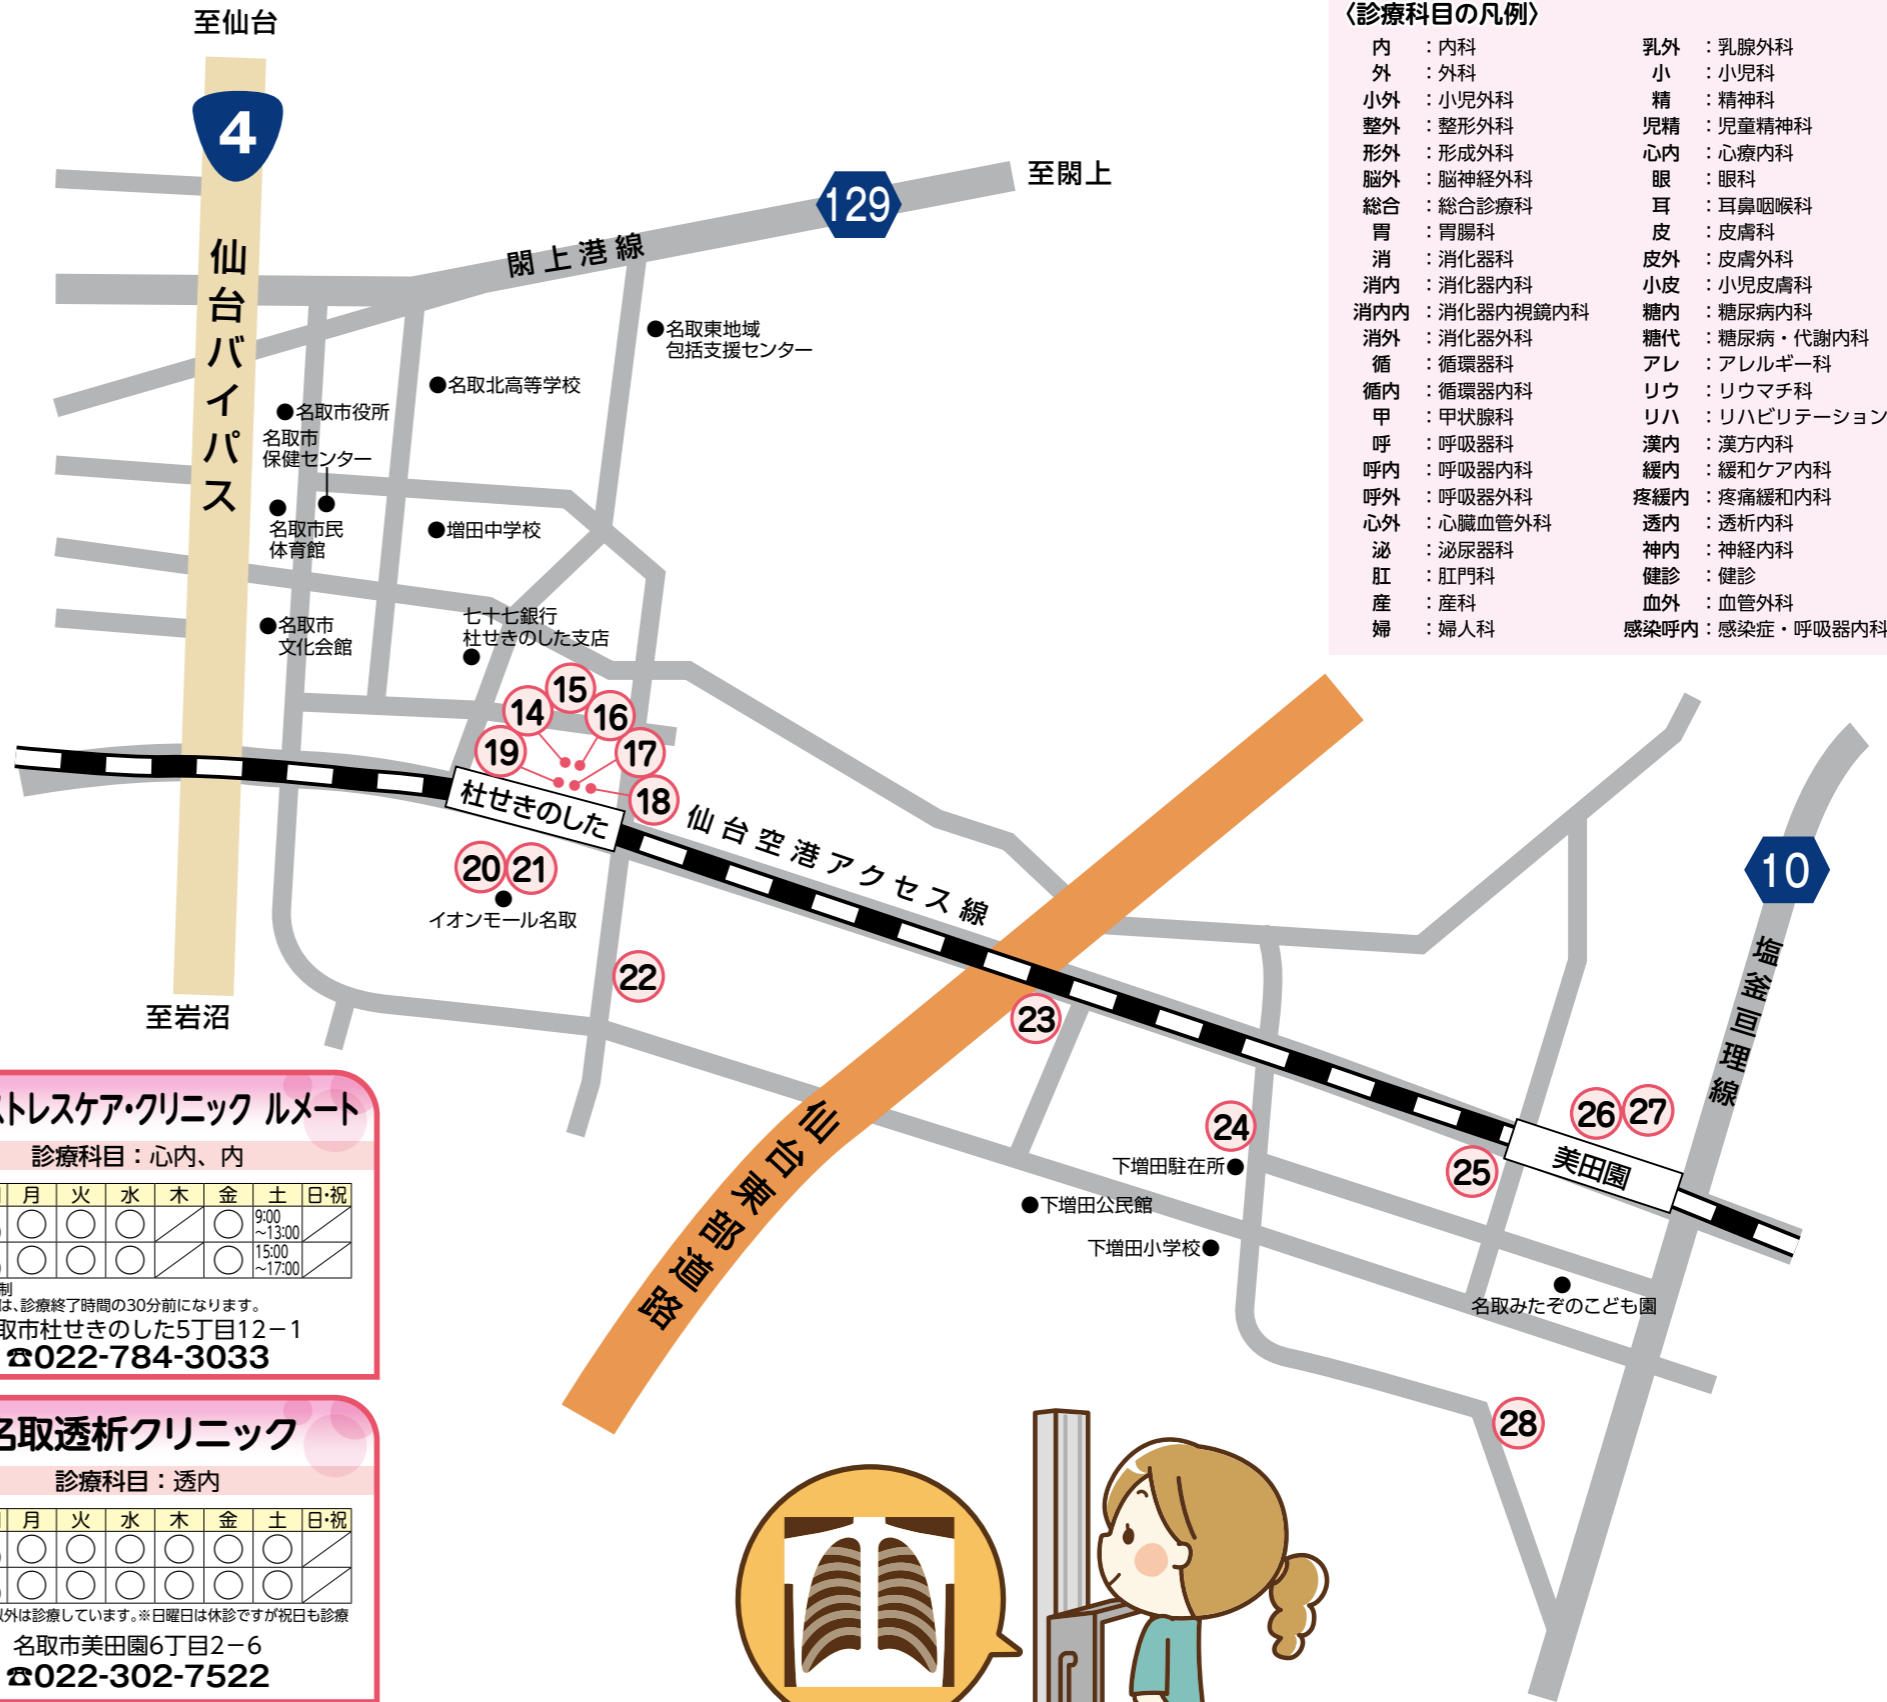 至仙台
4
仙台バイパス
至岩沼
閖上港線
129
至閖上
●名取東地域
包括支援センター
●名取北高等学校
●名取市役所
名取市
保健センター
名取市民
体育館
●増田中学校
●名取市
文化会館
七十七銀行
杜せきのした支店
15
14
16
19
17
18
杜せきのした
20
21
イオンモール名取
仙台空港アクセス線
22
23
仙台東部道路
24
下増田駐在所●
●下増田公民館
下増田小学校●
25
26
27
美田園
名取みたぞのこども園
28
10
塩釜亘理線
〈診療科目の凡例〉
内：内科
外：外科
小外：小児外科
整外：整形外科
形外：形成外科
脳外：脳神経外科
総合：総合診療科
胃：胃腸科
消：消化器科
消内：消化器内科
消内内：消化器内視鏡内科
消外：消化器外科
循：循環器科
循内：循環器内科
甲：甲状腺科
呼：呼吸器科
呼内：呼吸器内科
呼外：呼吸器外科
心外：心臓血管外科
泌：泌尿器科
肛：肛門科
産：産科
婦：婦人科
乳外：乳腺外科
小：小児科
精：精神科
児精：児童精神科
心内：心療内科
眼：眼科
耳：耳鼻咽喉科
皮：皮膚科
皮外：皮膚外科
小皮：小児皮膚科
糖内：糖尿病内科
糖代：糖尿病・代謝内科
アレ：アレルギー科
リウ：リウマチ科
リハ：リハビリテーション
漢内：漢方内科
緩内：緩和ケア内科
疼緩内：疼痛緩和内科
透内：透析内科
神内：神経内科
健診：健診
血外：血管外科
感染呼内：感染症・呼吸器内科
ストレスケア・クリニック ルメート
診療科目：心内、内
月 火 水 木 金 土 日・祝
○ ○ ○ ／ ○ 9:00～13:00 ／
○ ○ ○ ／ ○ 15:00～17:00 ／
制
は、診療終了時間の30分前になります。
取市杜せきのした5丁目12－1
☎022-784-3033
名取透析クリニック
診療科目：透内
月 火 水 木 金 土 日・祝
○ ○ ○ ○ ○ ○ ／
○ ○ ○ ○ ○ ○ ／
以外は診療しています。※日曜日は休診ですが祝日も診療
名取市美田園6丁目2－6
☎022-302-7522